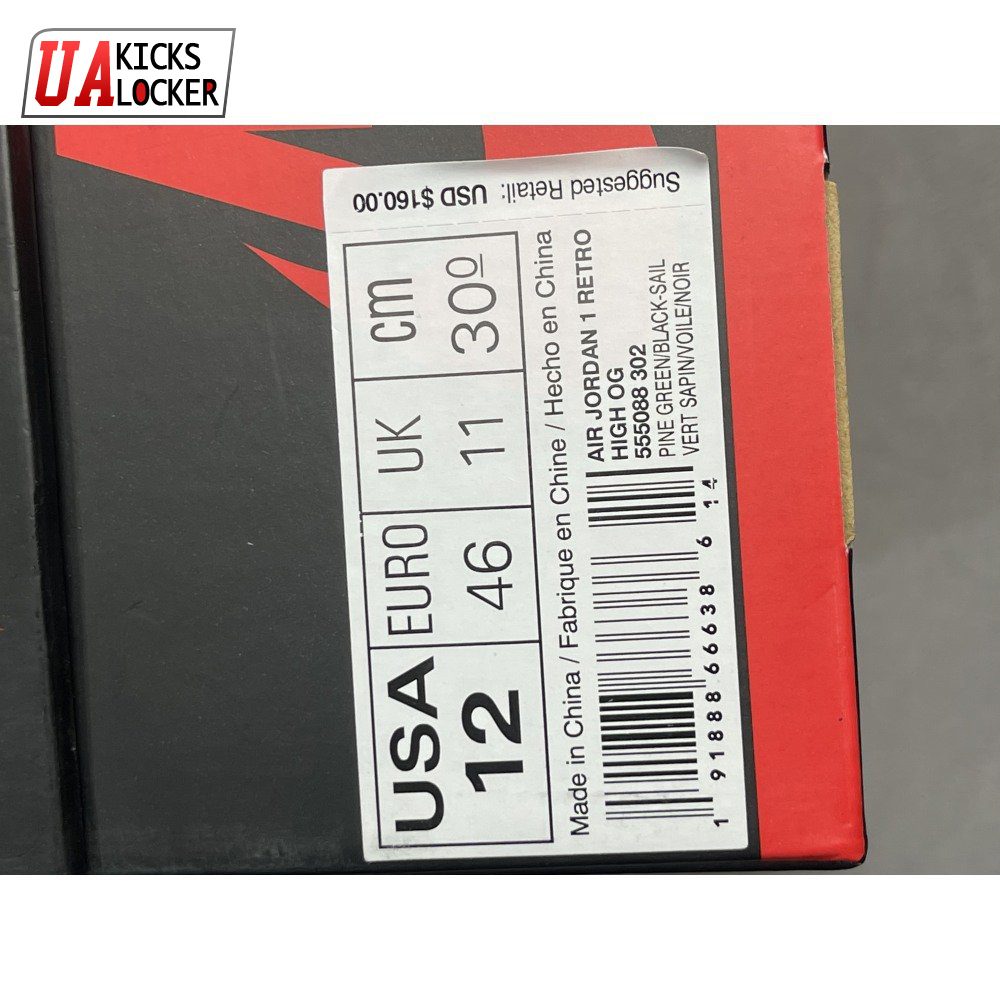 UA KICKS
LOCKER
Suggested Retail: USD $160.00
USA EURO UK cm
12 46 11 30º
Made in China / Fabrique en Chine / Hecho en China
AIR JORDAN 1 RETRO
HIGH OG
555088 302
PINE GREEN/BLACK-SAIL
VERT SAPIN/VOILE/NOIR
1 91888 66638 6 14